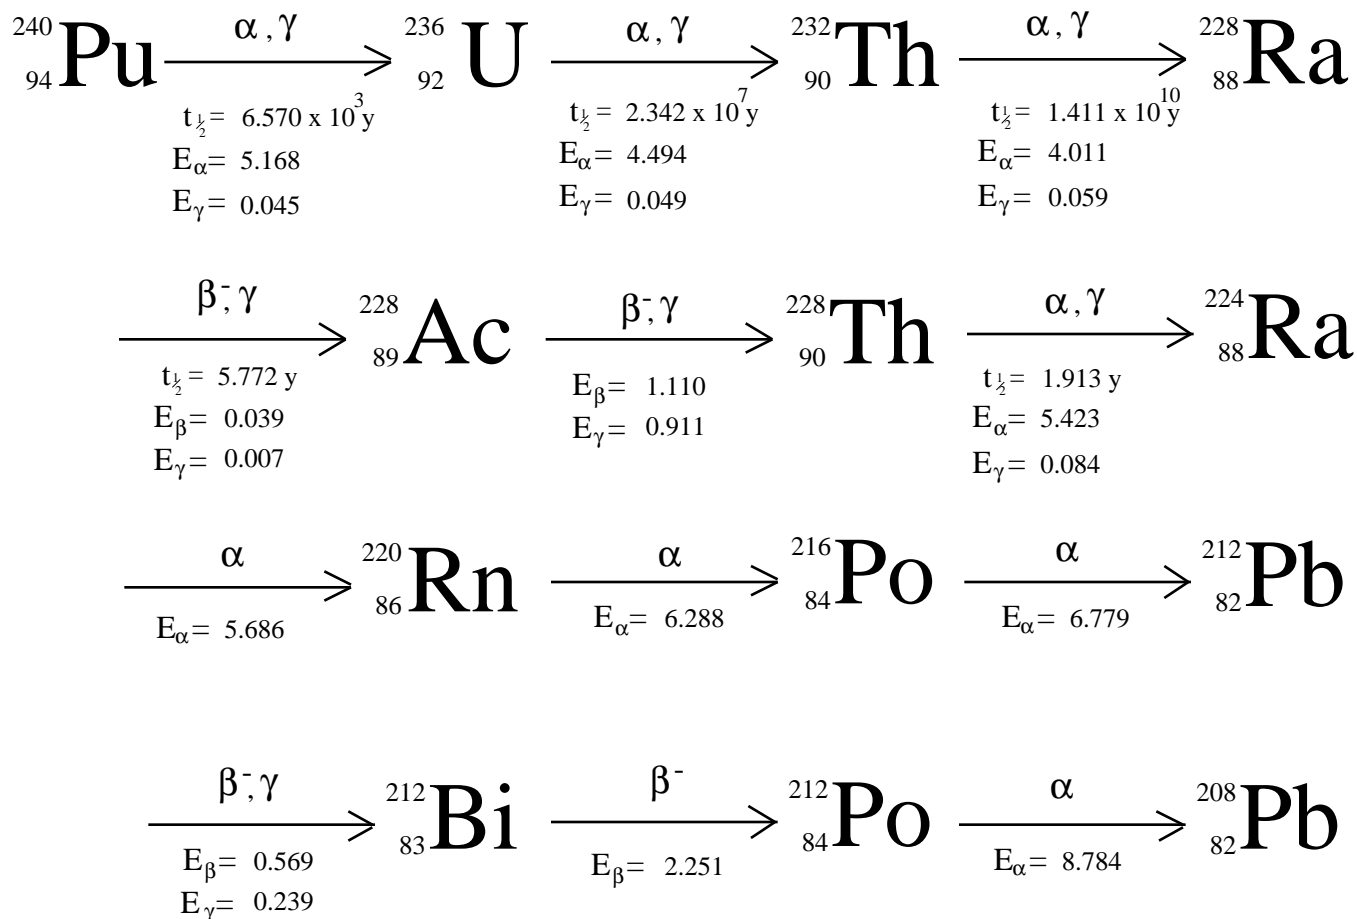 α, γ α, γ α, γ
240 94 Pu 236 92 U 232 90 Th 228 88 Ra
t½ = 6.570 x 10³ y t½ = 2.342 x 10⁷ y t½ = 1.411 x 10¹⁰ y
Eα = 5.168 Eα = 4.494 Eα = 4.011
Eγ = 0.045 Eγ = 0.049 Eγ = 0.059
β⁻, γ β⁻, γ α, γ
228 89 Ac 228 90 Th 224 88 Ra
t½ = 5.772 y t½ = 1.913 y
Eβ = 0.039 Eβ = 1.110 Eα = 5.423
Eγ = 0.007 Eγ = 0.911 Eγ = 0.084
α α α
220 86 Rn 216 84 Po 212 82 Pb
Eα = 5.686 Eα = 6.288 Eα = 6.779
β⁻, γ β⁻ α
212 83 Bi 212 84 Po 208 82 Pb
Eβ = 0.569 Eβ = 2.251 Eα = 8.784
Eγ = 0.239